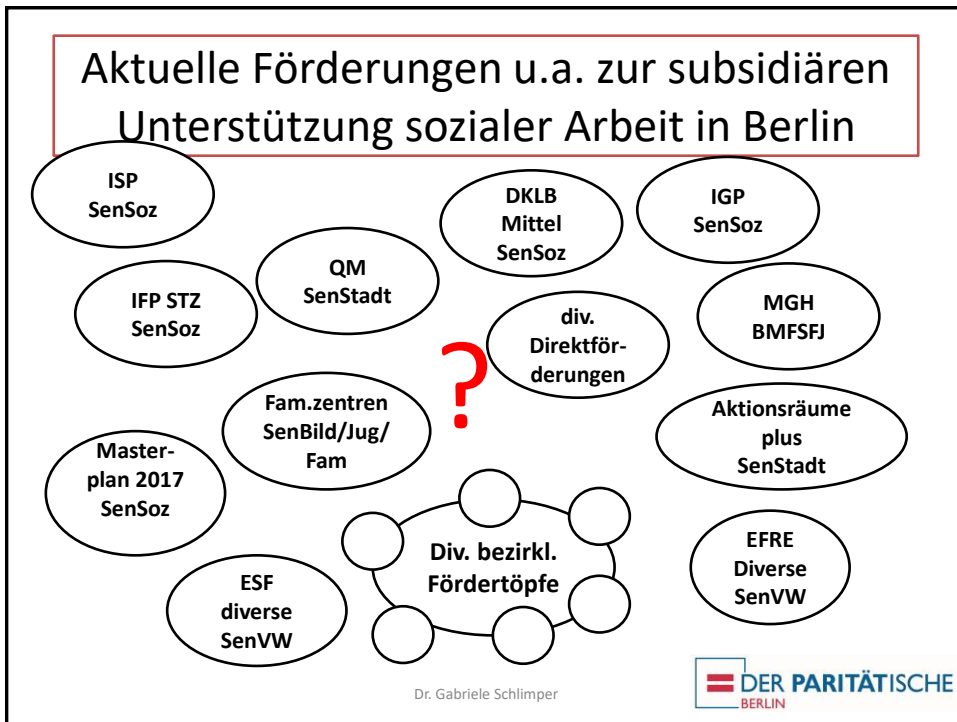 Aktuelle Förderungen u.a. zur subsidiären
Unterstützung sozialer Arbeit in Berlin
ISP
SenSoz
DKLB
Mittel
SenSoz
IGP
SenSoz
QM
SenStadt
IFP STZ
SenSoz
div.
Direktför-
derungen
MGH
BMFSFJ
?
Fam.zentren
SenBild/Jug/
Fam
Aktionsräume
plus
SenStadt
Master-
plan 2017
SenSoz
Div. bezirkl.
Fördertöpfe
EFRE
Diverse
SenVW
ESF
diverse
SenVW
Dr. Gabriele Schlimper
DER PARITÄTISCHE
BERLIN